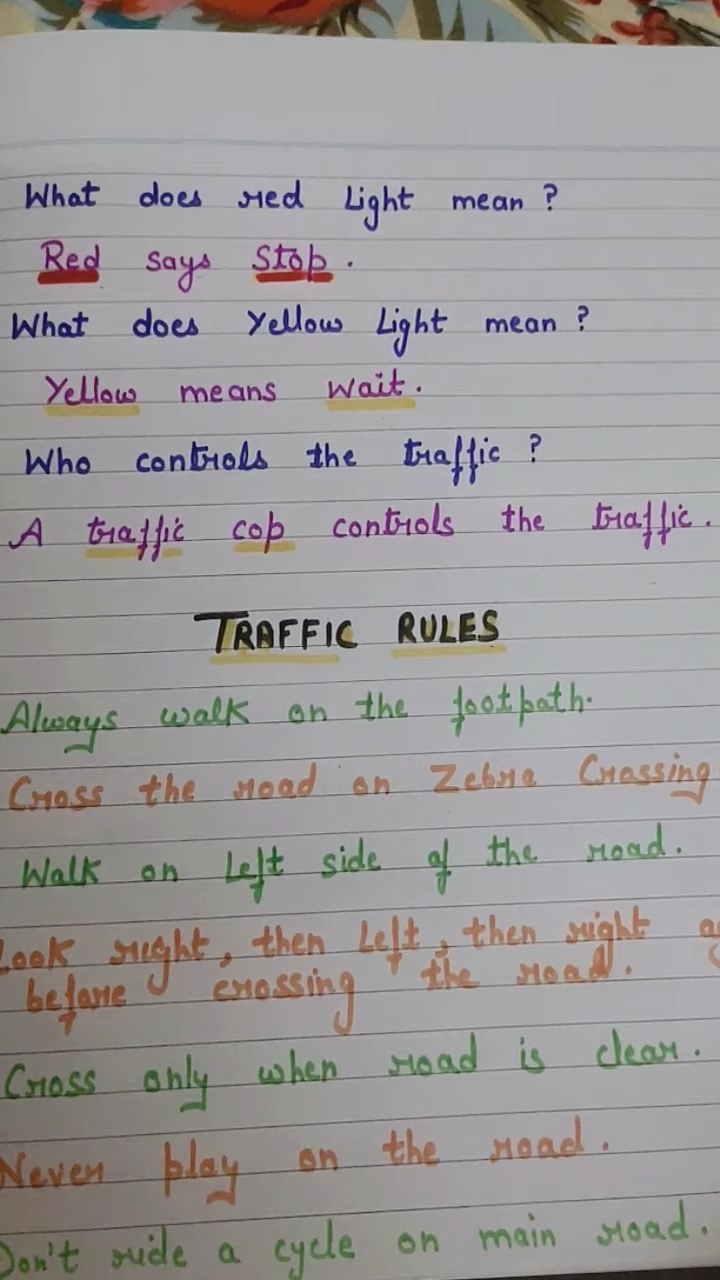 What does red Light mean ?
Red says Stop .
What does Yellow Light mean ?
Yellow means wait .
Who controls the traffic ?
A traffic cop controls the traffic .
TRAFFIC RULES
Always walk on the footpath.
Cross the road on Zebra Crossing
Walk on Left side of the road .
Look right , then Left , then right
before crossing the road .
Cross only when road is clear .
Never play on the road .
Don't ride a cycle on main road .